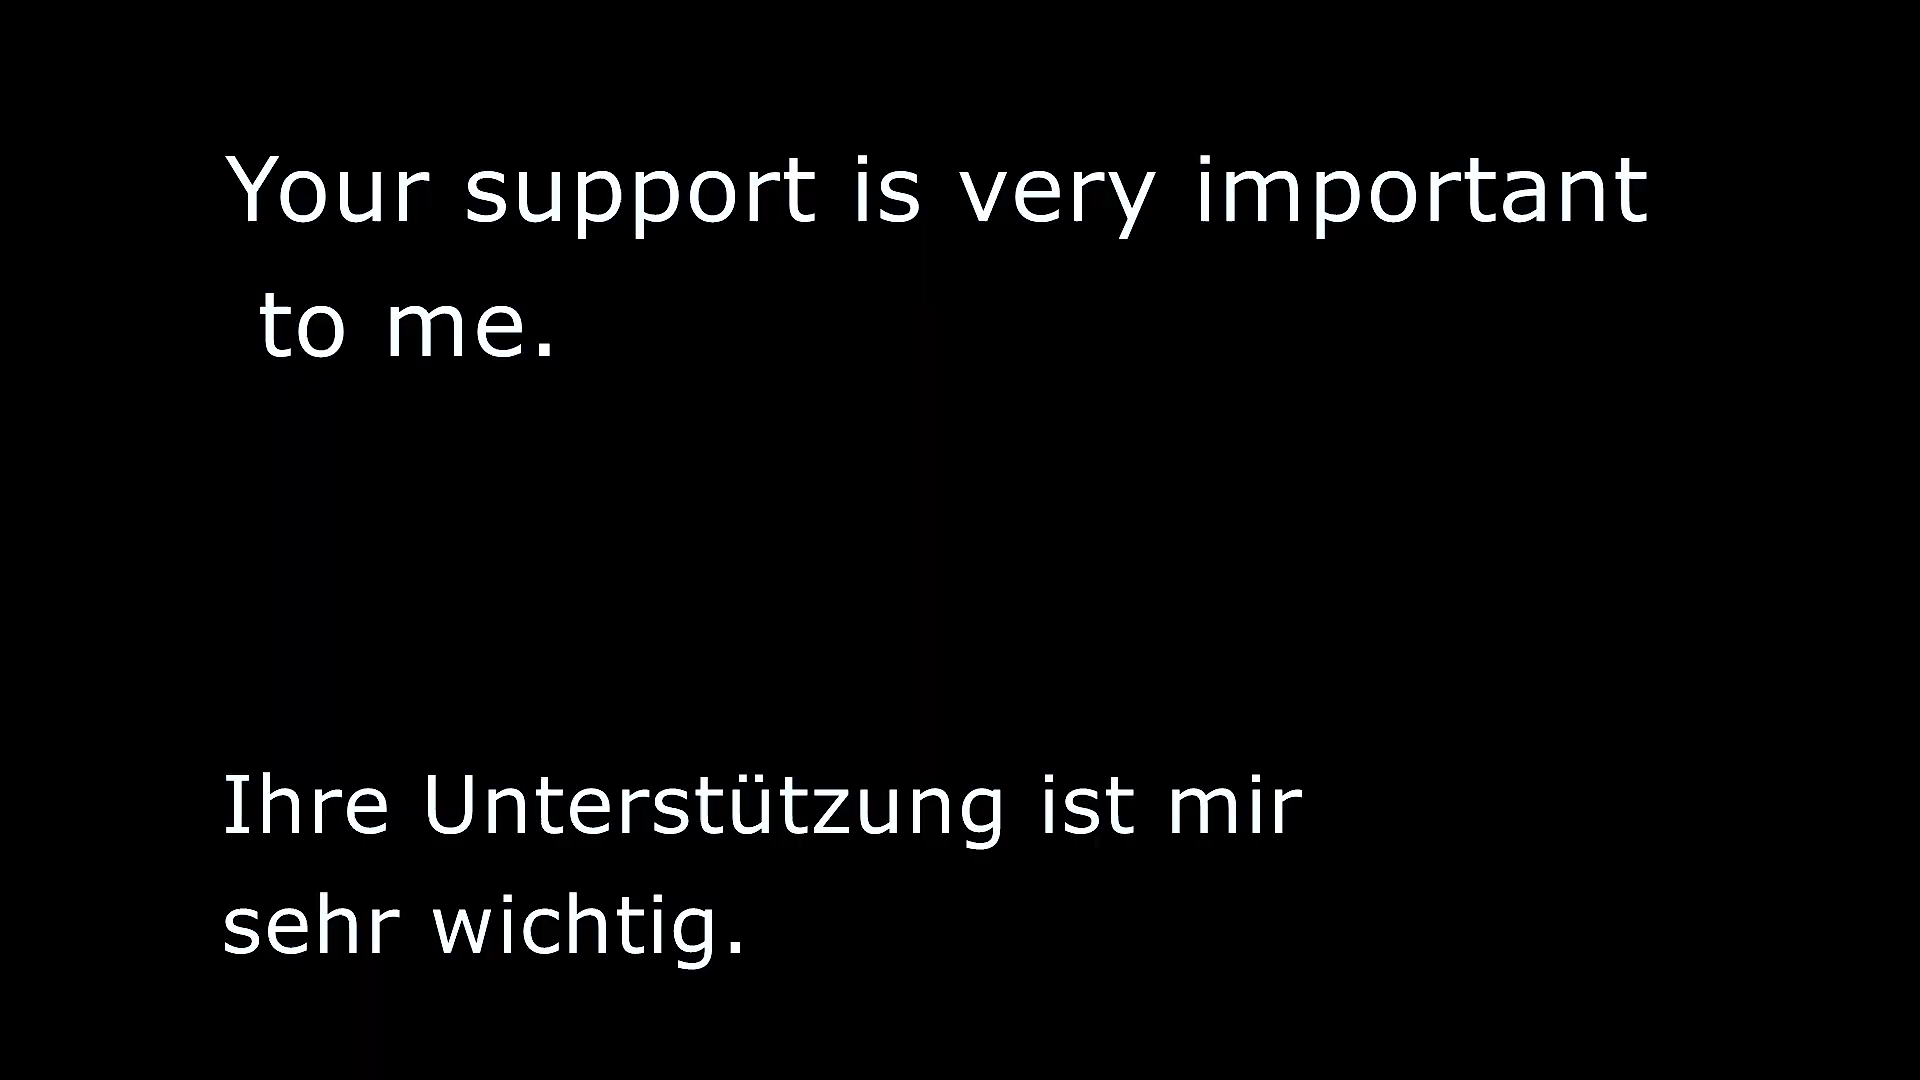 Your support is very important
to me.
Ihre Unterstützung ist mir
sehr wichtig.